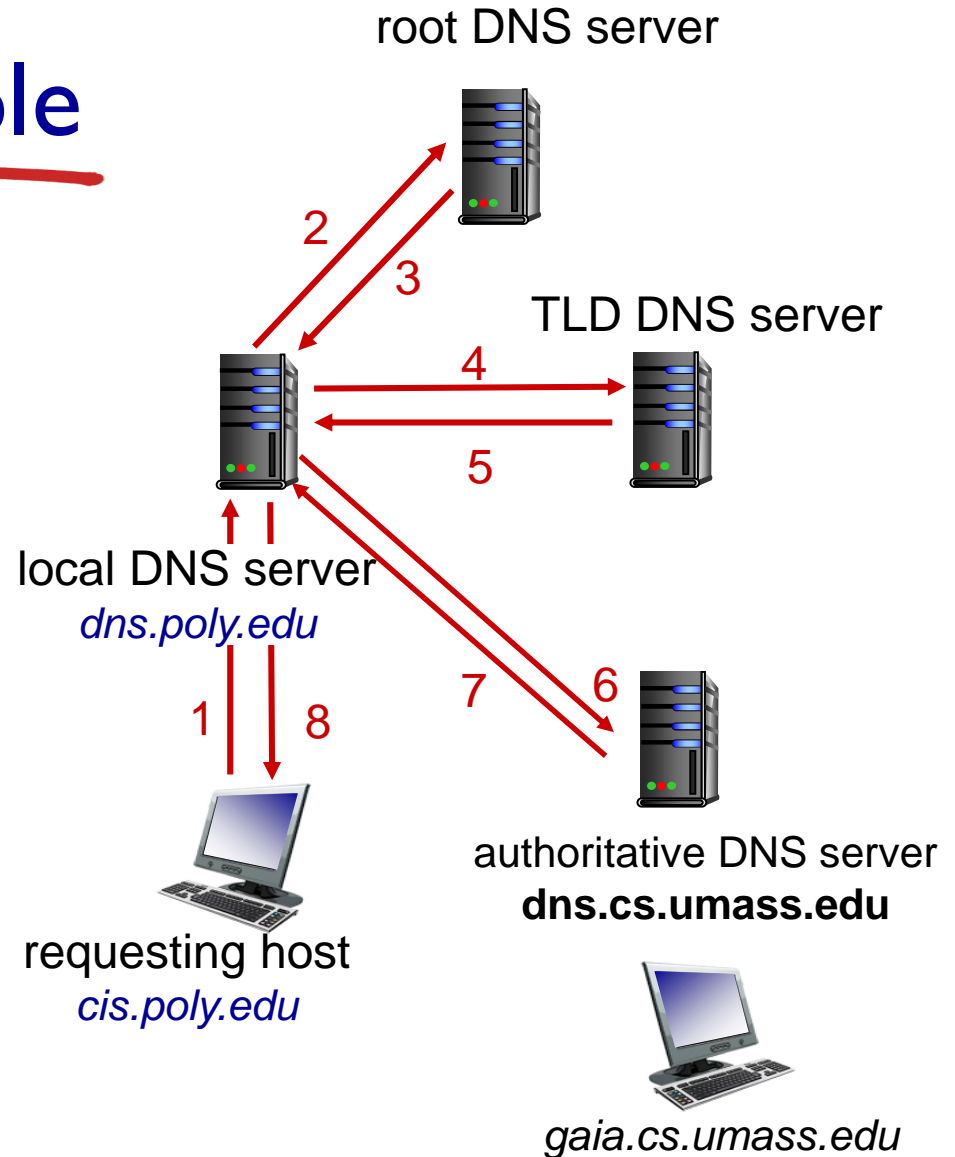 root DNS server
2
3
TLD DNS server
4
5
local DNS server
dns.poly.edu
1
8
7
6
authoritative DNS server
dns.cs.umass.edu
requesting host
cis.poly.edu
gaia.cs.umass.edu